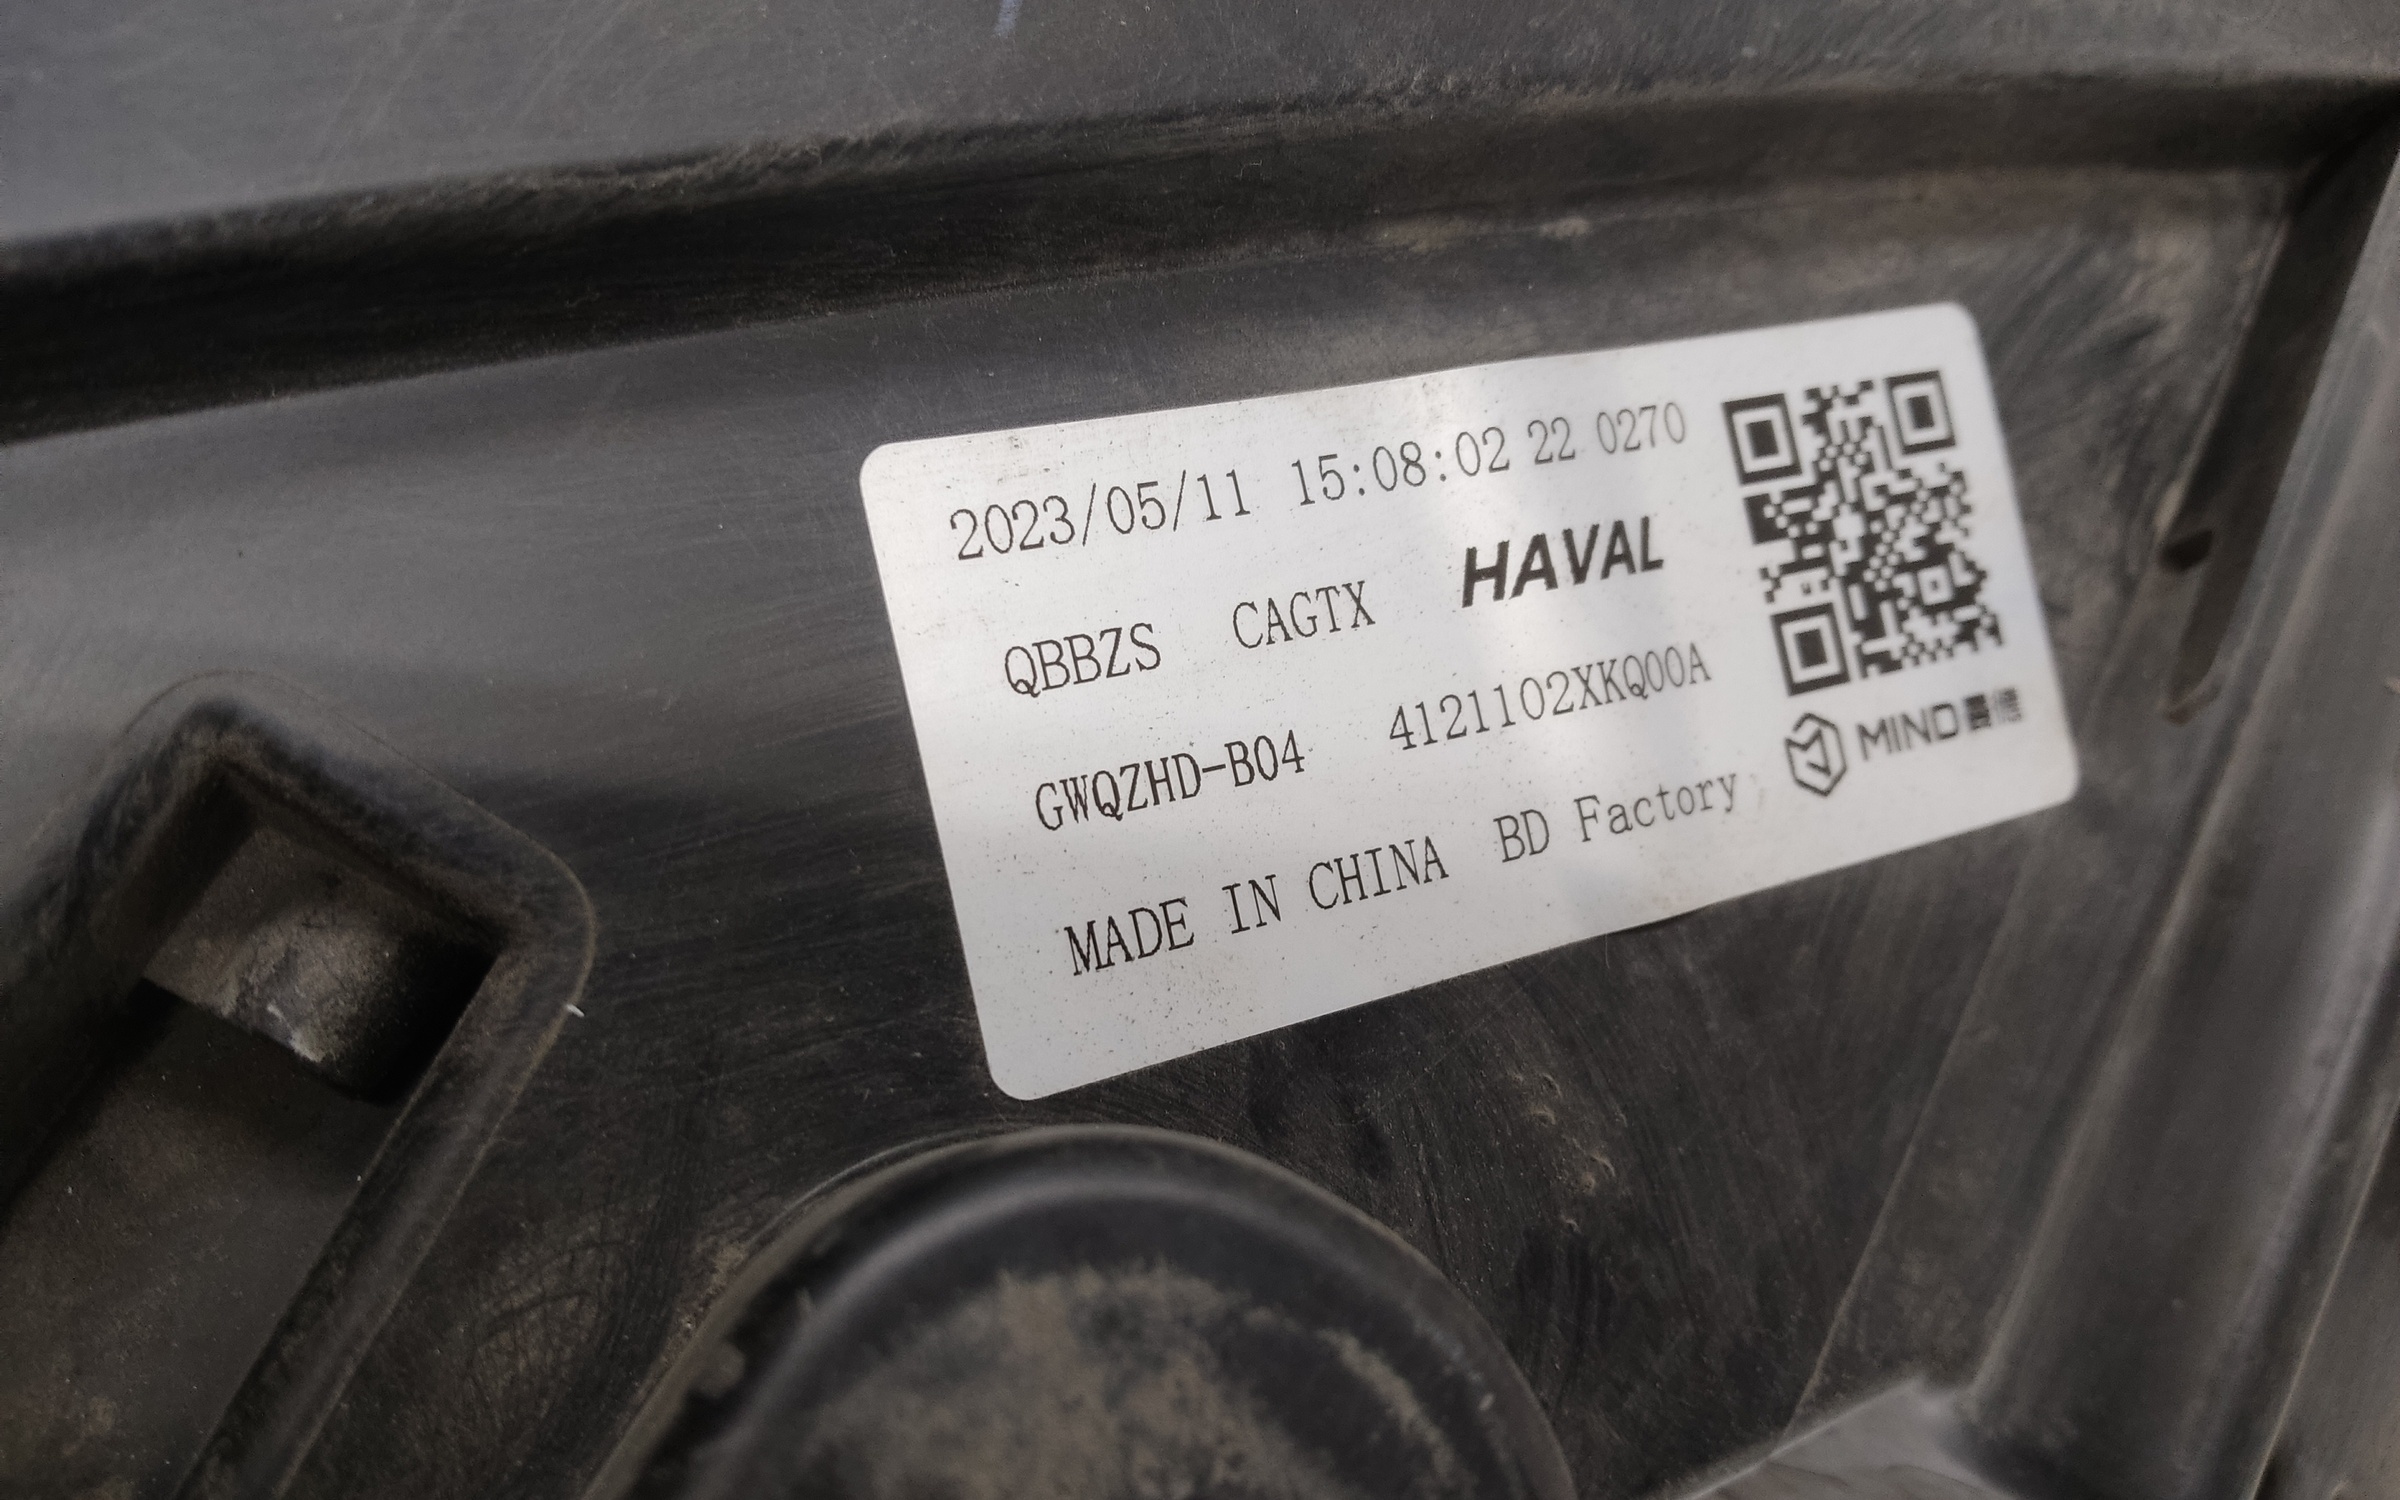 2023/05/11 15:08:02 22 0270
QBBZS CAGTX HAVAL
GWQZHD-B04 4121102XKQ00A
MADE IN CHINA BD Factory
MIND